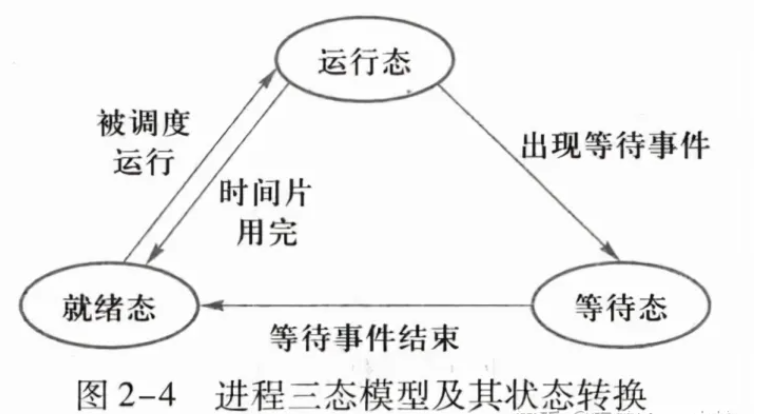 运行态
被调度
运行
出现等待事件
时间片
用完
就绪态
等待态
等待事件结束
图2-4 进程三态模型及其状态转换